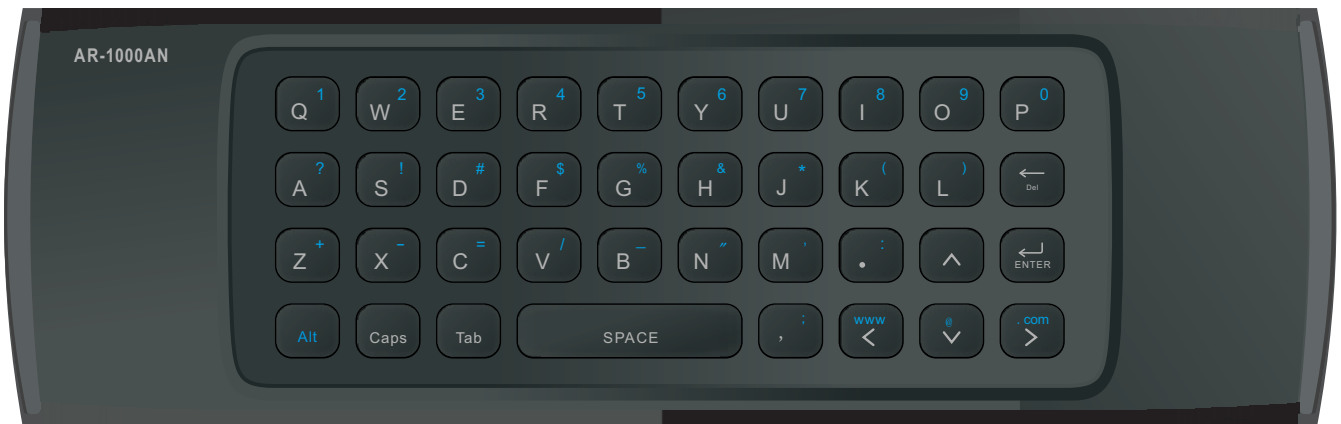 AR-1000AN
1 2 3 4 5 6 7 8 9 0
Q W E R T Y U I O P
? ! # $ % & * ( )
A S D F G H J K L ← Del
+ − = / _ " ' :
Z X C V B N M . ^ ENTER
; www @ .com
Alt Caps Tab SPACE , < ∨ >